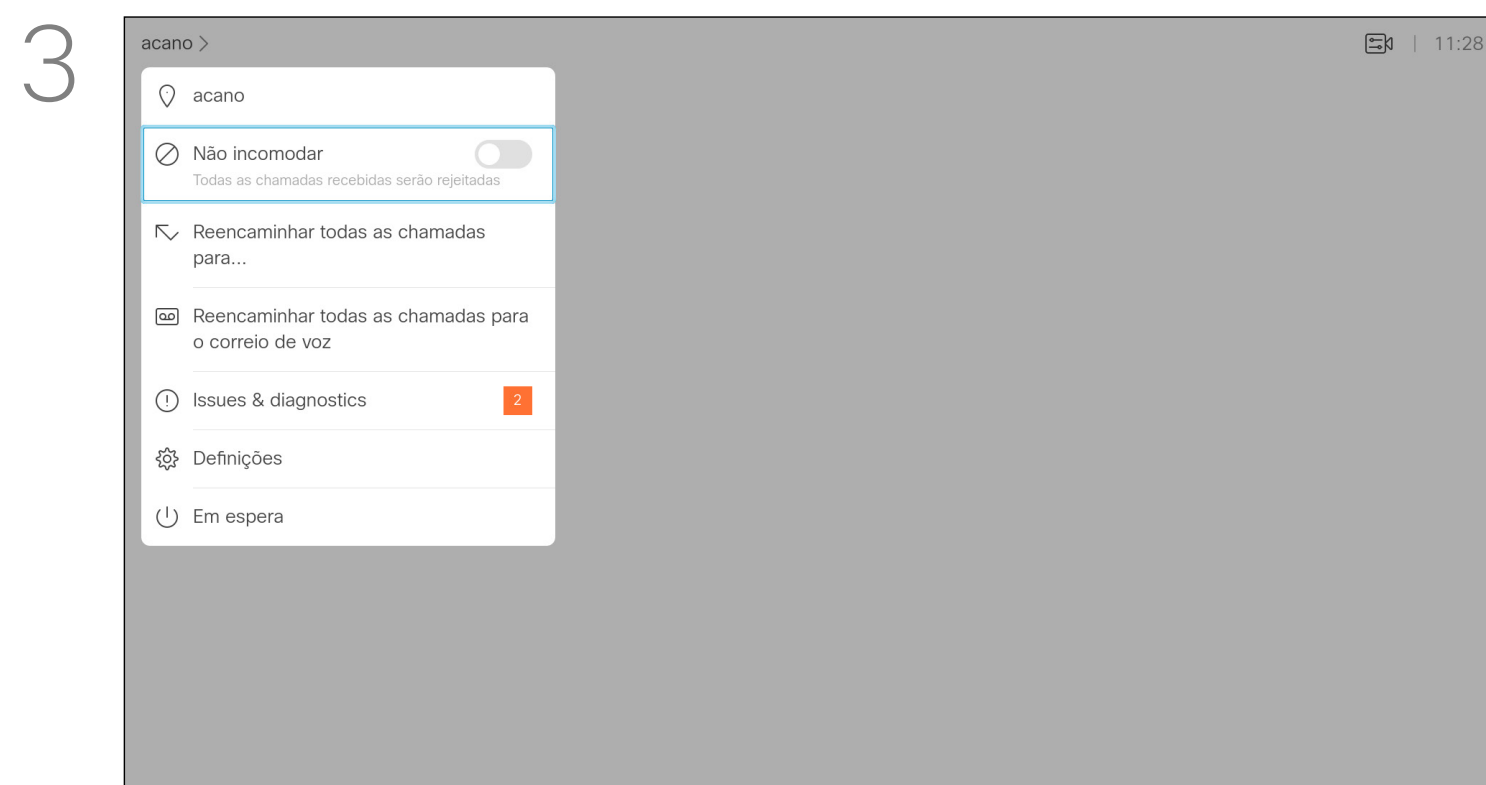 3
acano >
11:28
acano
Não incomodar
Todas as chamadas recebidas serão rejeitadas
Reencaminhar todas as chamadas
para...
Reencaminhar todas as chamadas para
o correio de voz
Issues & diagnostics
2
Definições
Em espera